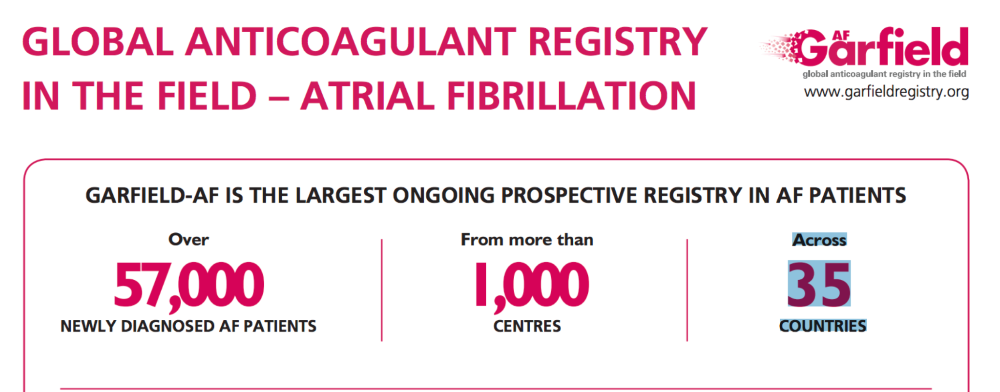 GLOBAL ANTICOAGULANT REGISTRY
IN THE FIELD – ATRIAL FIBRILLATION
AF
Garfield
global anticoagulant registry in the field
www.garfieldregistry.org
GARFIELD-AF IS THE LARGEST ONGOING PROSPECTIVE REGISTRY IN AF PATIENTS
Over
57,000
NEWLY DIAGNOSED AF PATIENTS
From more than
1,000
CENTRES
Across
35
COUNTRIES